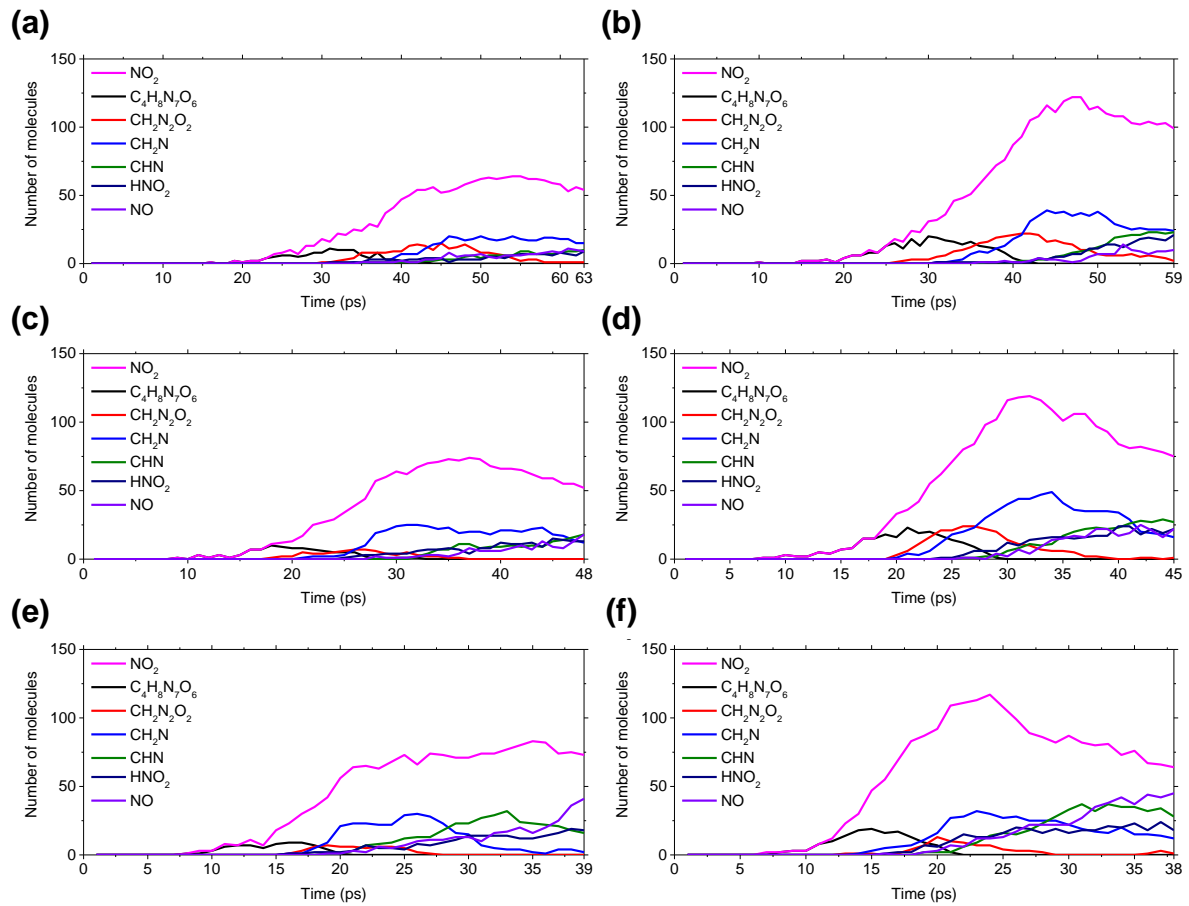 (a)
150
100
50
0
Number of molecules
NO₂
C₄H₈N₇O₆
CH₂N₂O₂
CH₂N
CHN
HNO₂
NO
0 10 20 30 40 50 60 63
Time (ps)
(b)
150
100
50
0
Number of molecules
NO₂
C₄H₈N₇O₆
CH₂N₂O₂
CH₂N
CHN
HNO₂
NO
0 10 20 30 40 50 59
Time (ps)
(c)
150
100
50
0
Number of molecules
NO₂
C₄H₈N₇O₆
CH₂N₂O₂
CH₂N
CHN
HNO₂
NO
0 10 20 30 40 48
Time (ps)
(d)
150
100
50
0
Number of molecules
NO₂
C₄H₈N₇O₆
CH₂N₂O₂
CH₂N
CHN
HNO₂
NO
0 5 10 15 20 25 30 35 40 45
Time (ps)
(e)
150
100
50
0
Number of molecules
NO₂
C₄H₈N₇O₆
CH₂N₂O₂
CH₂N
CHN
HNO₂
NO
0 5 10 15 20 25 30 35 39
Time (ps)
(f)
150
100
50
0
Number of molecules
NO₂
C₄H₈N₇O₆
CH₂N₂O₂
CH₂N
CHN
HNO₂
NO
0 5 10 15 20 25 30 35 38
Time (ps)